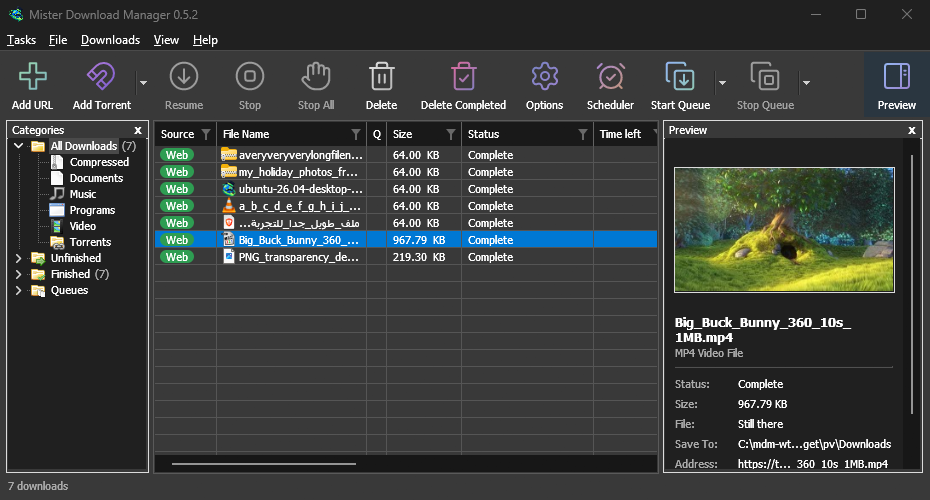 Mister Download Manager 0.5.2
Tasks File Downloads View Help
Add URL Add Torrent Resume Stop Stop All Delete Delete Completed Options Scheduler Start Queue Stop Queue Preview
Categories x
All Downloads (7)
Compressed
Documents
Music
Programs
Video
Torrents
Unfinished
Finished (7)
Queues
Source File Name Q Size Status Time left
Web averyveryverylongfilen... 64.00 KB Complete
Web my_holiday_photos_fr... 64.00 KB Complete
Web ubuntu-26.04-desktop-... 64.00 KB Complete
Web a_b_c_d_e_f_g_h_i_j_... 64.00 KB Complete
Web ملف_طويل_جدا_للتجربة... 64.00 KB Complete
Web Big_Buck_Bunny_360_... 967.79 KB Complete
Web PNG_transparency_de... 219.30 KB Complete
Preview x
Big_Buck_Bunny_360_10s_
1MB.mp4
MP4 Video File
Status: Complete
Size: 967.79 KB
File: Still there
Save To: C:\mdm-wt...get\pv\Downloads
Address: https://t..._360_10s_1MB.mp4
7 downloads